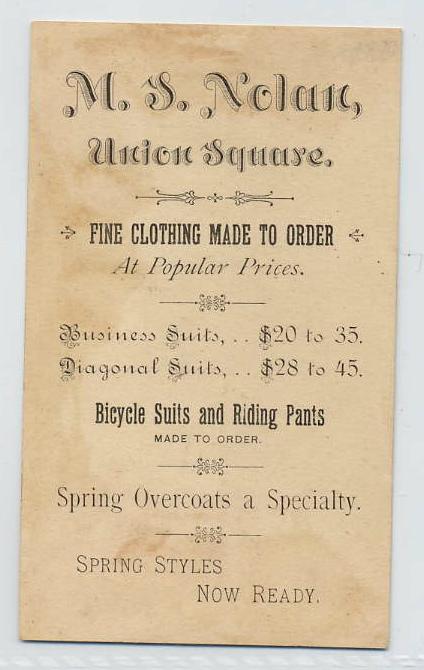 M. S. Nolan,
Union Square.
FINE CLOTHING MADE TO ORDER
At Popular Prices.
Business Suits, . . $20 to 35.
Diagonal Suits, . . $28 to 45.
Bicycle Suits and Riding Pants
MADE TO ORDER.
Spring Overcoats a Specialty.
SPRING STYLES
NOW READY.